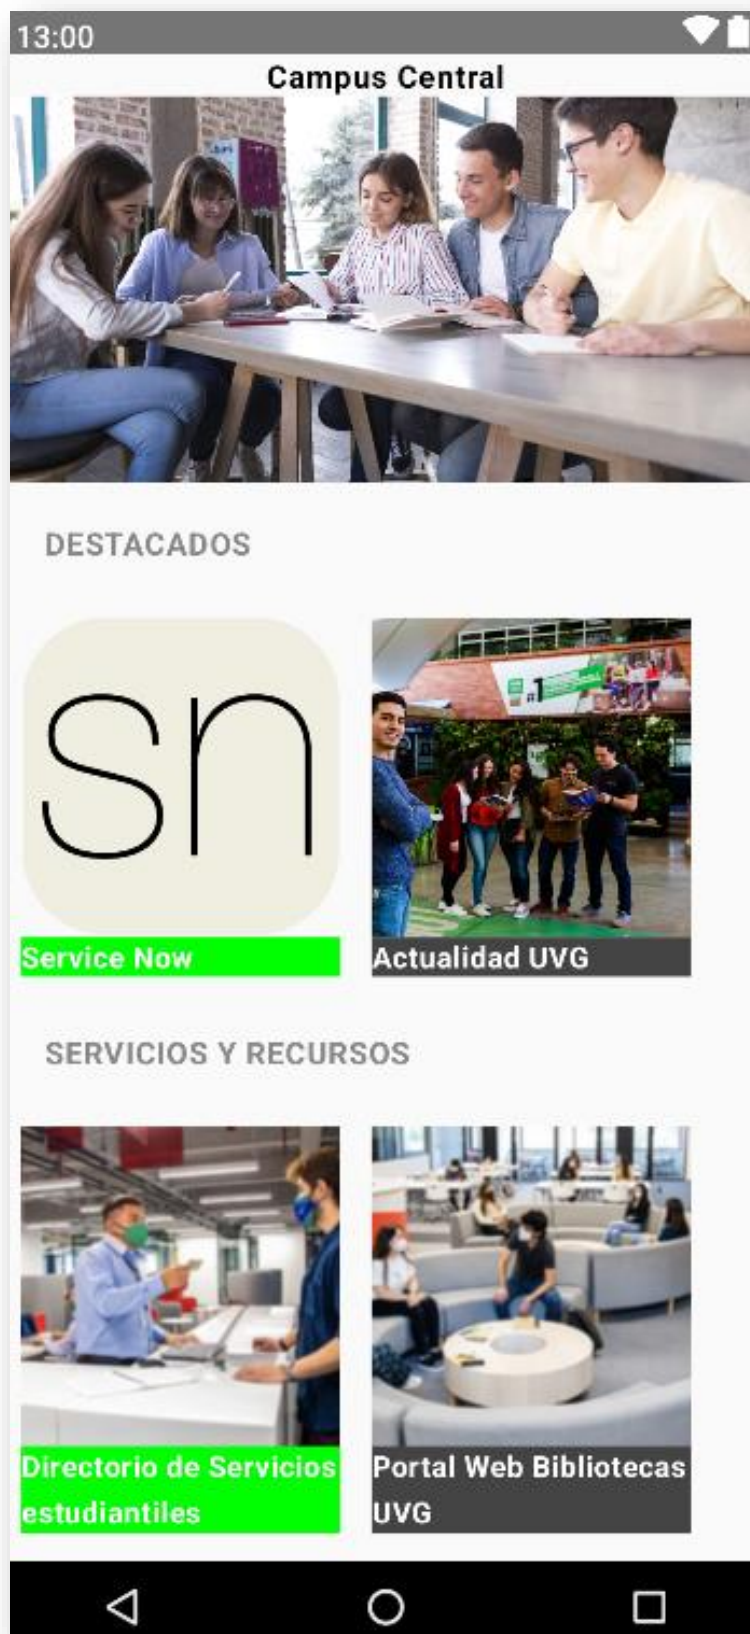 13:00
Campus Central
DESTACADOS
sn
#1
Service Now
Actualidad UVG
SERVICIOS Y RECURSOS
Directorio de Servicios
estudiantiles
Portal Web Bibliotecas
UVG